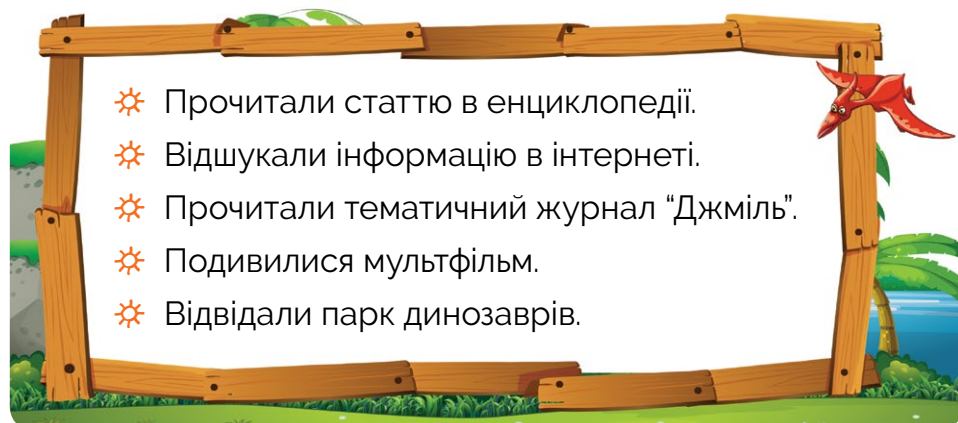 Прочитали статтю в енциклопедії.
Відшукали інформацію в інтернеті.
Прочитали тематичний журнал “Джміль”.
Подивилися мультфільм.
Відвідали парк динозаврів.